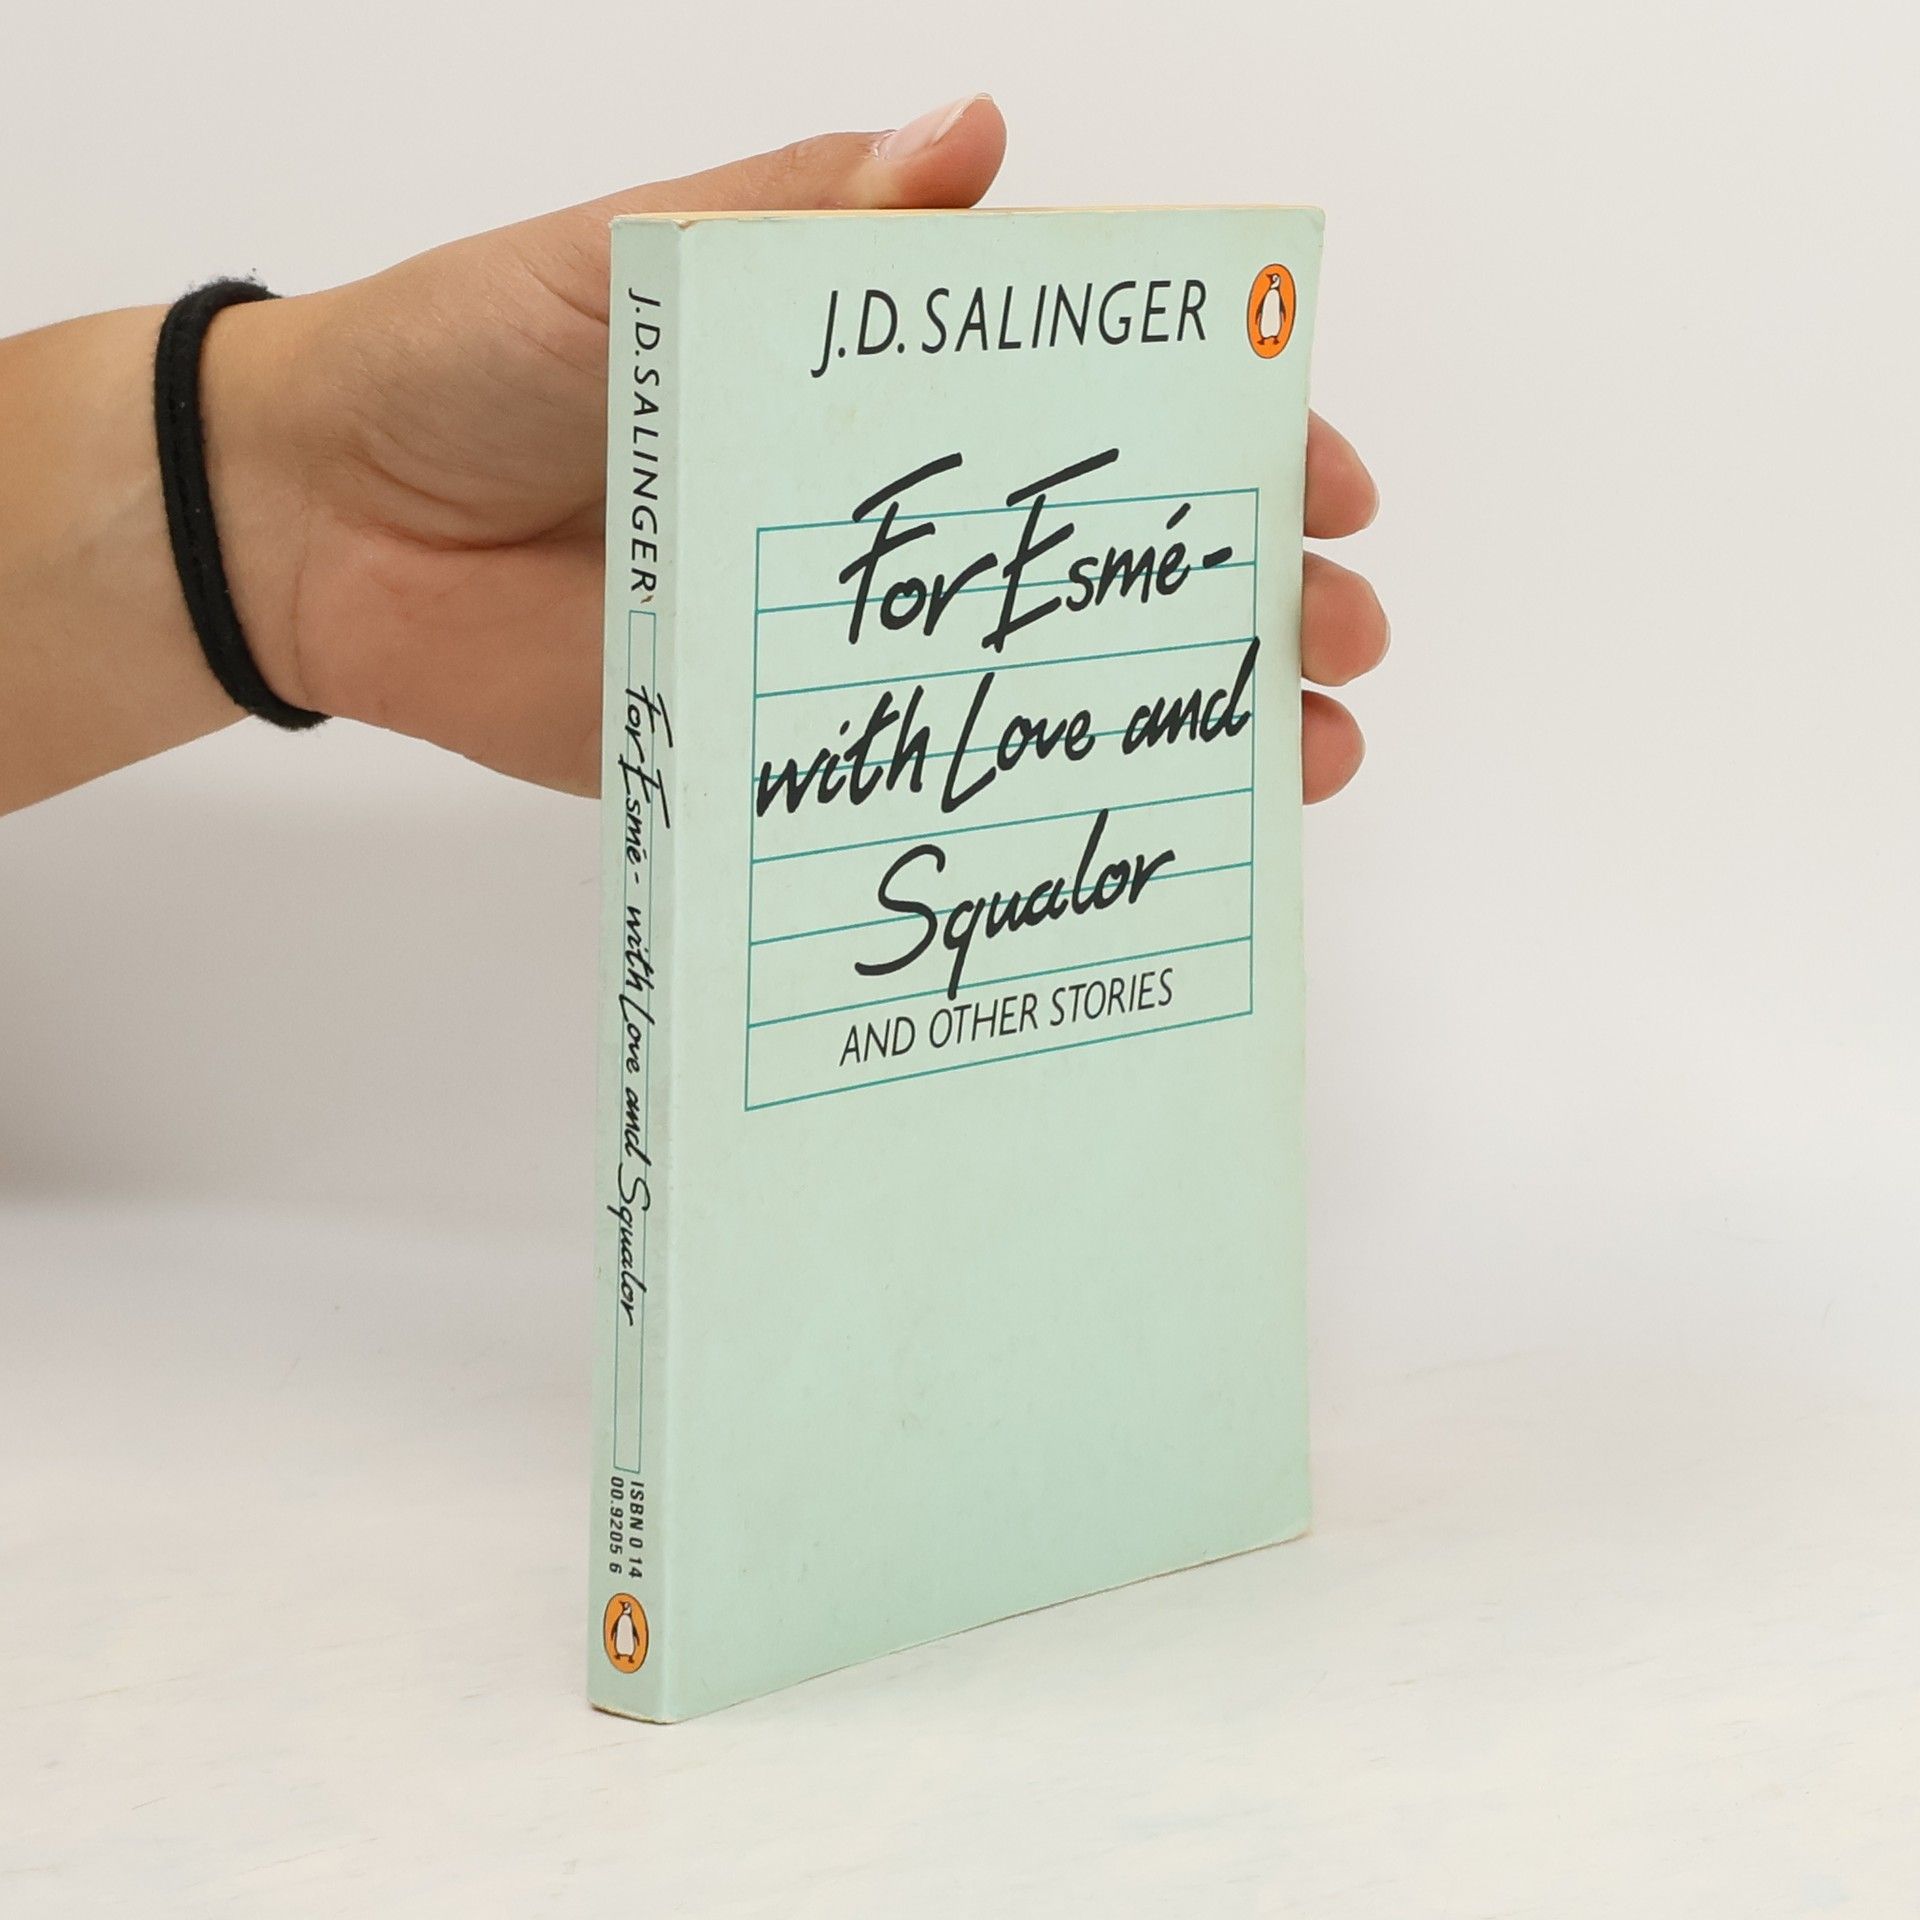 J.D. SALINGER
For Esmé-
with Love and
Squalor
AND OTHER STORIES
J.D. SALINGER
For Esmé - with Love and Squalor
ISBN 0 14
00.9205 6